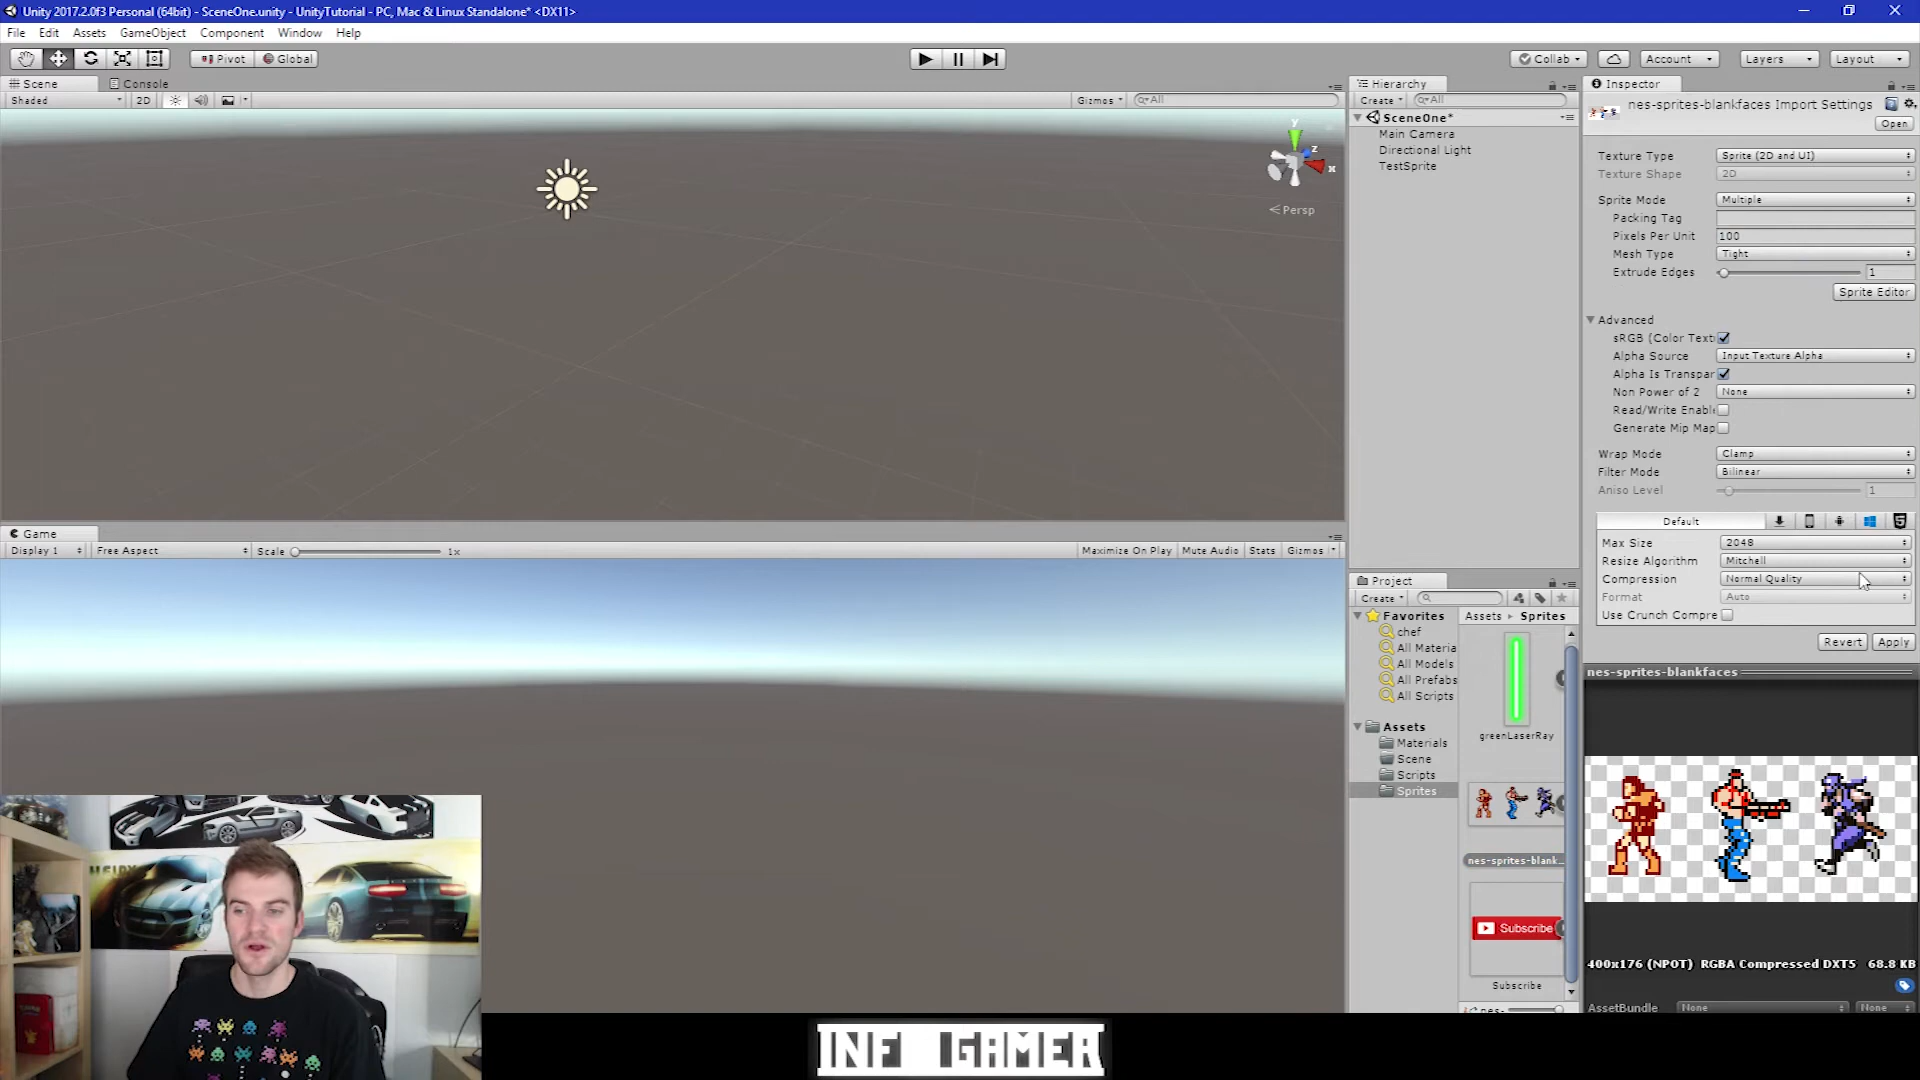 Unity 2017.2.0f3 Personal (64bit) - SceneOne.unity - UnityTutorial - PC, Mac & Linux Standalone* <DX11>
File Edit Assets GameObject Component Window Help
Pivot Global Collab Account Layers Layout
Scene Console
Shaded 2D Gizmos All
y
z
x
Persp
Game
Display 1 Free Aspect Scale 1x Maximize On Play Mute Audio Stats Gizmos
Hierarchy
Create All
SceneOne*
Main Camera
Directional Light
TestSprite
Project
Create
Favorites
chef
All Materia
All Models
All Prefabs
All Scripts
Assets
Materials
Scene
Scripts
Sprites
Assets Sprites
greenLaserRay
nes-sprites-blank...
Subscribe
Subscribe
nes-
Inspector
nes-sprites-blankfaces Import Settings
Open
Texture Type Sprite (2D and UI)
Texture Shape 2D
Sprite Mode Multiple
Packing Tag
Pixels Per Unit 100
Mesh Type Tight
Extrude Edges 1
Sprite Editor
Advanced
sRGB (Color Text
Alpha Source Input Texture Alpha
Alpha Is Transpar
Non Power of 2 None
Read/Write Enabl
Generate Mip Map
Wrap Mode Clamp
Filter Mode Bilinear
Aniso Level 1
Default
Max Size 2048
Resize Algorithm Mitchell
Compression Normal Quality
Format Auto
Use Crunch Compre
Revert Apply
nes-sprites-blankfaces
400x176 (NPOT) RGBA Compressed DXT5 68.8 KB
AssetBundle None None
INF GAMER